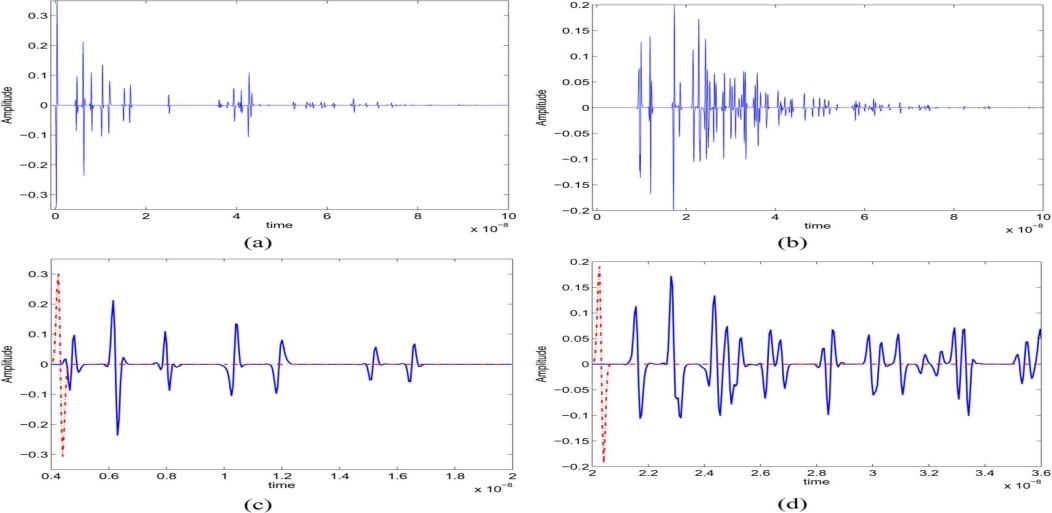 0.3
0.2
0.1
0
−0.1
−0.2
−0.3
Amplitude
0 2 4 6 8 10
time
x 10⁻⁸
(a)
0.2
0.15
0.1
0.05
0
−0.05
−0.1
−0.15
−0.2
Amplitude
0 2 4 6 8 10
time
x 10⁻⁸
(b)
0.3
0.2
0.1
0
−0.1
−0.2
−0.3
Amplitude
0.4 0.6 0.8 1 1.2 1.4 1.6 1.8 2
time
x 10⁻⁸
(c)
0.2
0.15
0.1
0.05
0
−0.05
−0.1
−0.15
−0.2
Amplitude
2 2.2 2.4 2.6 2.8 3 3.2 3.4 3.6
time
x 10⁻⁸
(d)